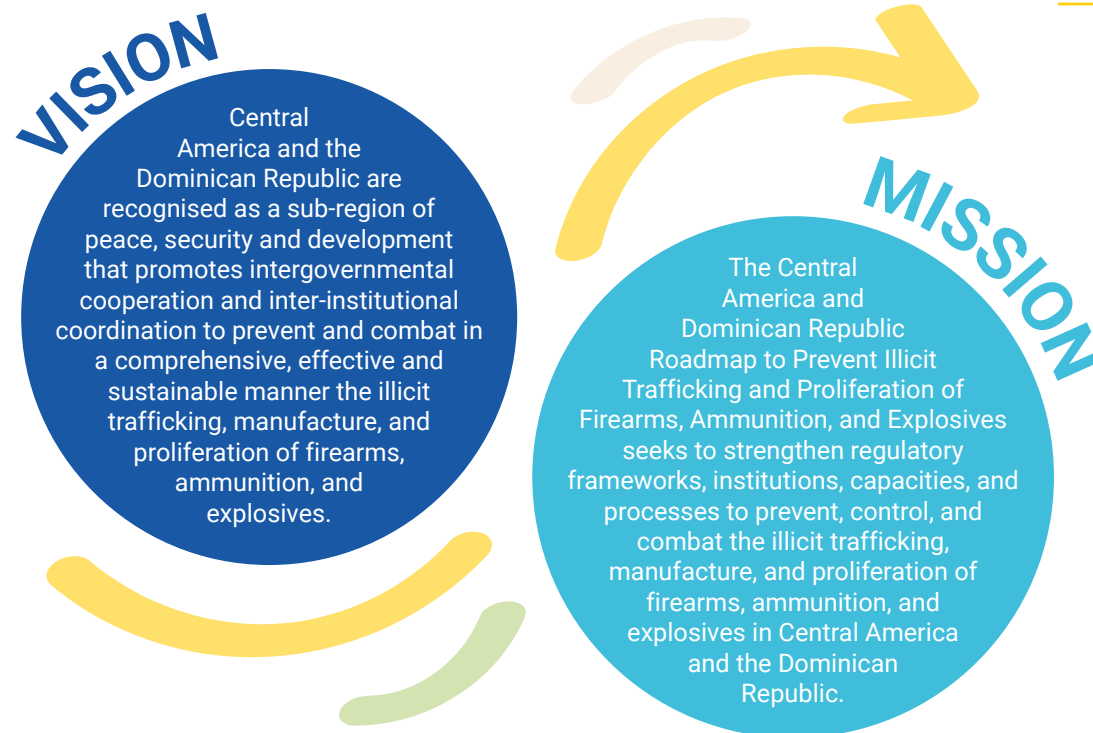 VISION
Central
America and the
Dominican Republic are
recognised as a sub-region of
peace, security and development
that promotes intergovernmental
cooperation and inter-institutional
coordination to prevent and combat in
a comprehensive, effective and
sustainable manner the illicit
trafficking, manufacture, and
proliferation of firearms,
ammunition, and
explosives.
MISSION
The Central
America and
Dominican Republic
Roadmap to Prevent Illicit
Trafficking and Proliferation of
Firearms, Ammunition, and Explosives
seeks to strengthen regulatory
frameworks, institutions, capacities, and
processes to prevent, control, and
combat the illicit trafficking,
manufacture, and proliferation of
firearms, ammunition, and
explosives in Central America
and the Dominican
Republic.